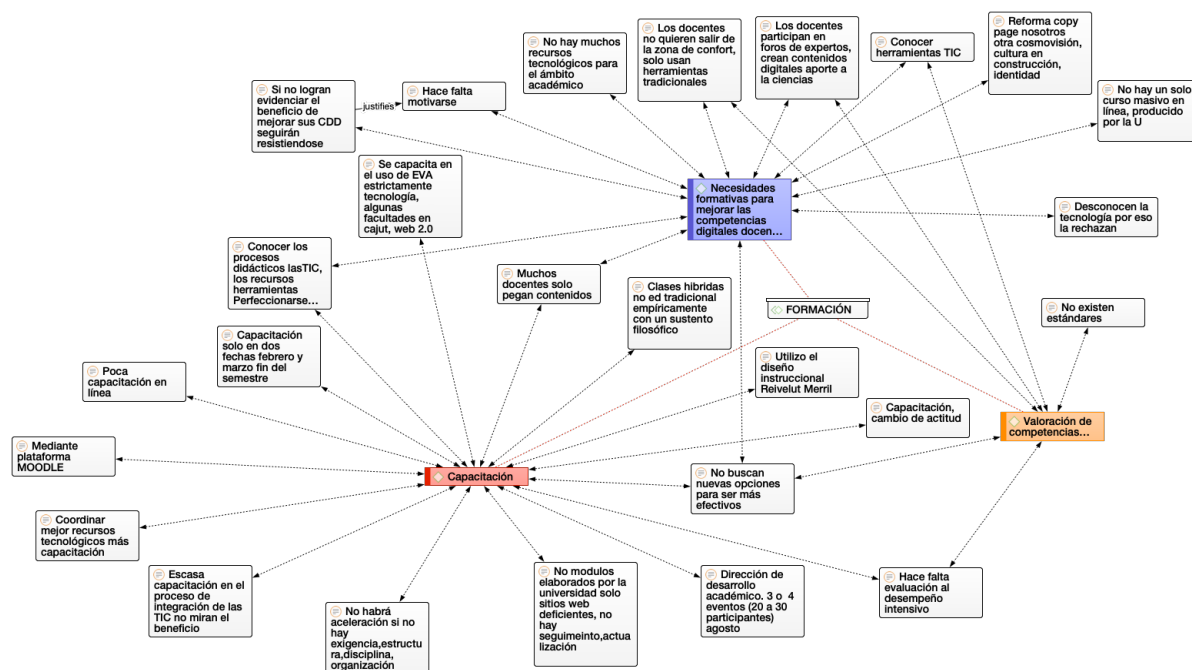 No hay muchos
recursos
tecnológicos para
el ámbito
académico
Los docentes
no quieren salir de
la zona de confort,
solo usan
herramientas
tradicionales
Los docentes
participan en
foros de expertos,
crean contenidos
digitales aporte a
la ciencias
Conocer
herramientas TIC
Reforma copy
page nosotros
otra cosmovisión,
cultura en
construcción,
identidad
Si no logran
evidenciar el
beneficio de
mejorar sus CDD
seguirán
resistiendose
justifies
Hace falta
motivarse
No hay un solo
curso masivo en
línea, producido
por la U
Se capacita en
el uso de EVA
estrictamente
tecnología,
algunas
facultades en
cajut, web 2.0
Necesidades
formativas para
mejorar las
competencias
digitales docen...
Desconocen la
tecnología por eso
la rechazan
Conocer los
procesos
didácticos lasTIC,
los recursos
herramientas
Perfeccionarse...
Muchos
docentes solo
pegan contenidos
Clases hibridas
no ed tradicional
empíricamente
con un sustento
filosófico
FORMACIÓN
No existen
estándares
Capacitación
solo en dos
fechas febrero y
marzo fin del
semestre
Utilizo el
diseño
instruccional
Reivelut Merril
Poca
capacitación en
línea
Capacitación,
cambio de actitud
Valoración de
competencias...
Mediante
plataforma
MOODLE
Capacitación
No buscan
nuevas opciones
para ser más
efectivos
Coordinar
mejor recursos
tecnológicos más
capacitación
Escasa
capacitación en el
proceso de
integración de las
TIC no miran el
beneficio
No habrá
aceleración si no
hay
exigencia,estructu
ra,disciplina,
organización
No modulos
elaborados por la
universidad solo
sitios web
deficientes, no
hay
seguimeinto,actua
lización
Dirección de
desarrollo
académico. 3 o 4
eventos (20 a 30
participantes)
agosto
Hace falta
evaluación al
desempeño
intensivo